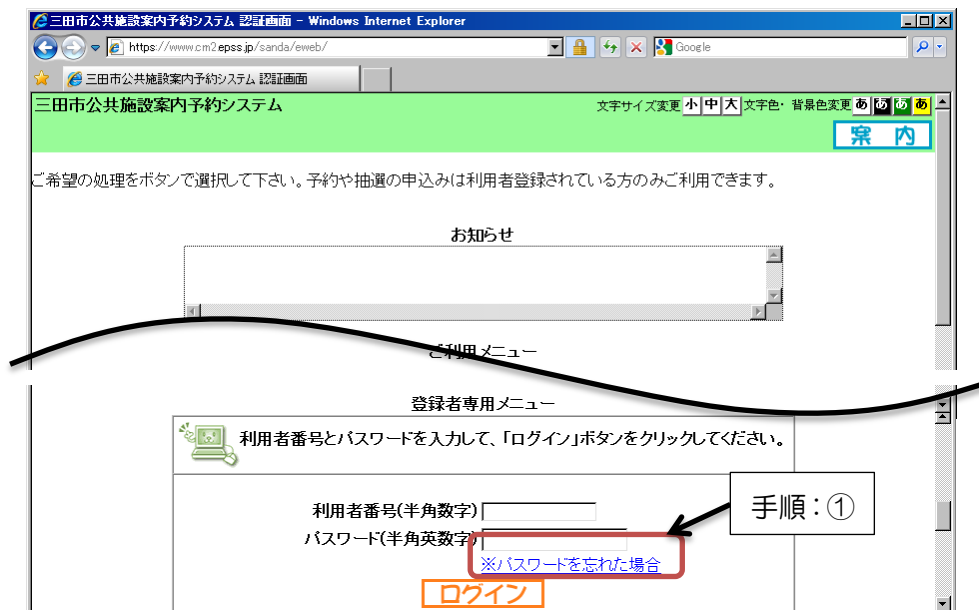 三田市公共施設案内予約システム 認証画面 - Windows Internet Explorer
https://www.cm2.epss.jp/sanda/eweb/
Google
三田市公共施設案内予約システム 認証画面
三田市公共施設案内予約システム
文字サイズ変更 小 中 大 文字色・ 背景色変更 あ あ あ あ
案 内
ご希望の処理をボタンで選択して下さい。予約や抽選の申込みは利用者登録されている方のみご利用できます。
お知らせ
ご利用メニュー
登録者専用メニュー
利用者番号とパスワードを入力して、「ログイン」ボタンをクリックしてください。
手順：①
利用者番号(半角数字)
パスワード(半角英数字)
※パスワードを忘れた場合
ログイン